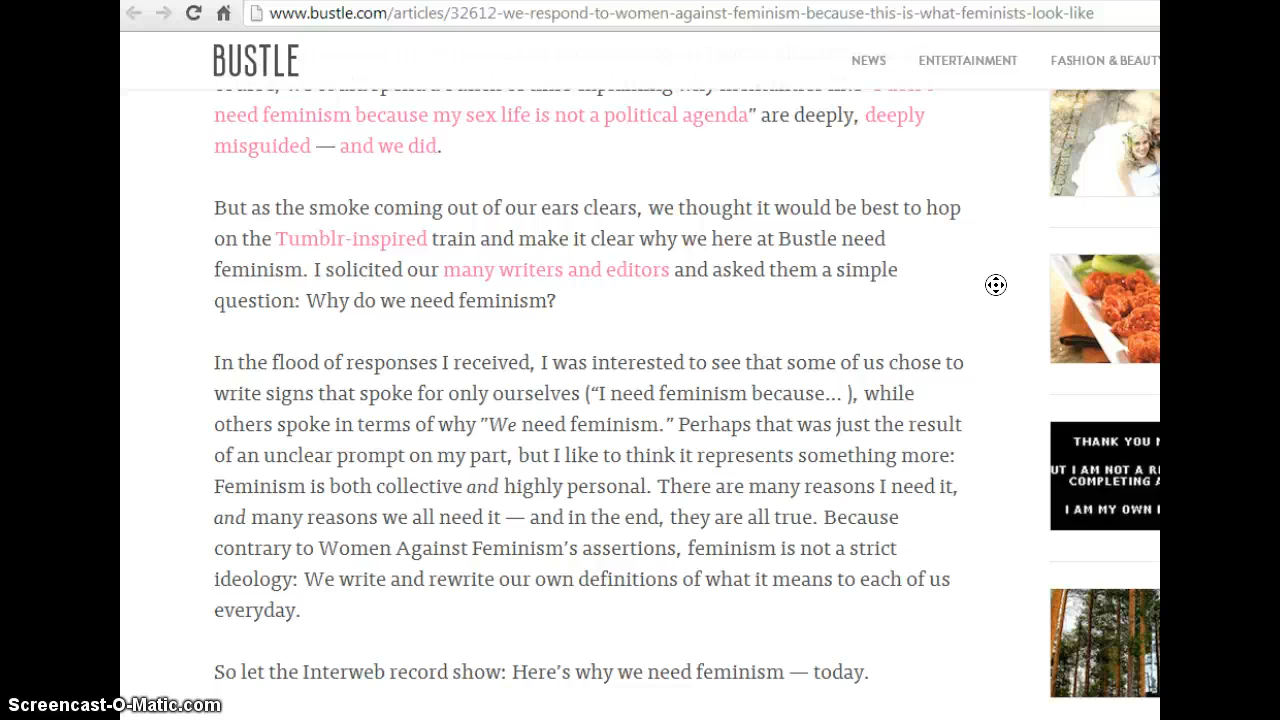 www.bustle.com/articles/32612-we-respond-to-women-against-feminism-because-this-is-what-feminists-look-like
BUSTLE
NEWS ENTERTAINMENT FASHION & BEAUTY
need feminism because my sex life is not a political agenda” are deeply, deeply
misguided — and we did.
But as the smoke coming out of our ears clears, we thought it would be best to hop
on the Tumblr-inspired train and make it clear why we here at Bustle need
feminism. I solicited our many writers and editors and asked them a simple
question: Why do we need feminism?
In the flood of responses I received, I was interested to see that some of us chose to
write signs that spoke for only ourselves (“I need feminism because... ), while
others spoke in terms of why "We need feminism." Perhaps that was just the result
of an unclear prompt on my part, but I like to think it represents something more:
Feminism is both collective and highly personal. There are many reasons I need it,
and many reasons we all need it — and in the end, they are all true. Because
contrary to Women Against Feminism’s assertions, feminism is not a strict
ideology: We write and rewrite our own definitions of what it means to each of us
everyday.
So let the Interweb record show: Here’s why we need feminism — today.
THANK YOU
UT I AM NOT A
COMPLETING
I AM MY OWN
Screencast-O-Matic.com